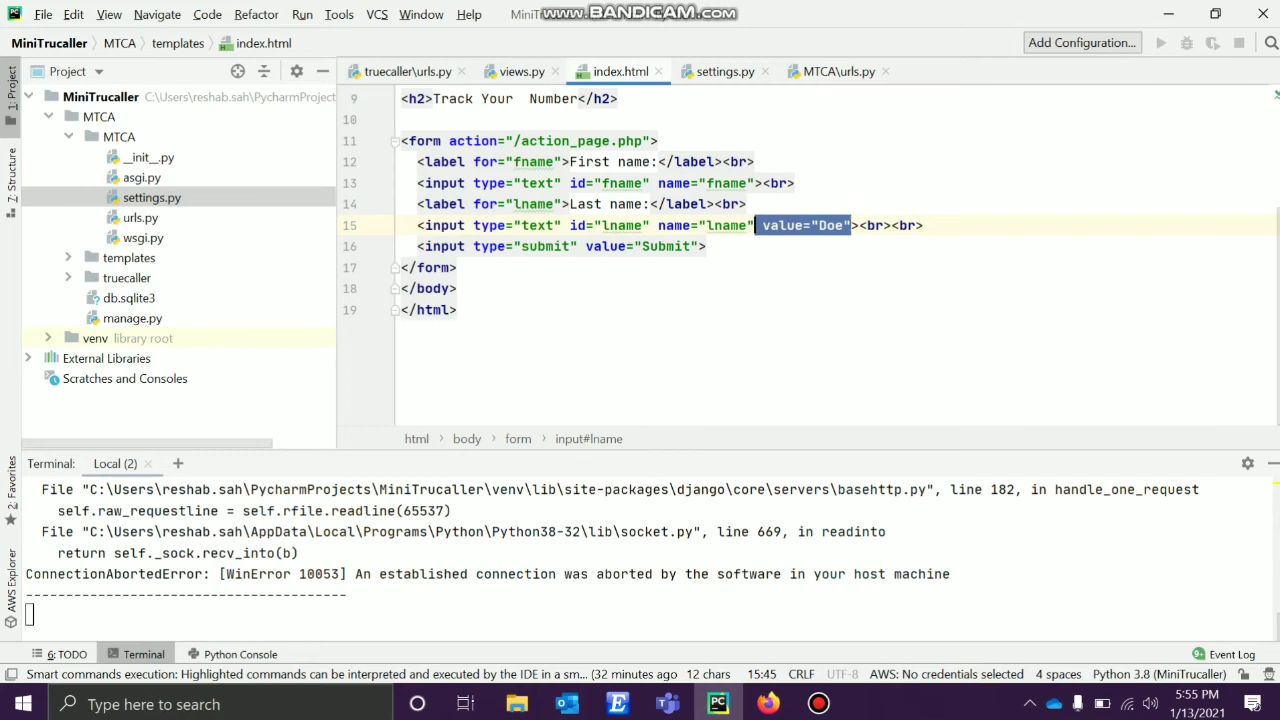 File Edit View Navigate Code Refactor Run Tools VCS Window Help MiniTr
www.BANDICAM.com
MiniTrucaller MTCA templates index.html
Add Configuration...
Project
truecaller\urls.py views.py index.html settings.py MTCA\urls.py
1: Project
Z: Structure
2: Favorites
AWS Explorer
MiniTrucaller C:\Users\reshab.sah\PycharmProject
MTCA
MTCA
__init__.py
asgi.py
settings.py
urls.py
wsgi.py
templates
truecaller
db.sqlite3
manage.py
venv library root
External Libraries
Scratches and Consoles
9 <h2>Track Your  Number</h2>
10
11 <form action="/action_page.php">
12 <label for="fname">First name:</label><br>
13 <input type="text" id="fname" name="fname"><br>
14 <label for="lname">Last name:</label><br>
15 <input type="text" id="lname" name="lname" value="Doe"><br><br>
16 <input type="submit" value="Submit">
17 </form>
18 </body>
19 </html>
html body form input#lname
Terminal: Local (2)
File "C:\Users\reshab.sah\PycharmProjects\MiniTrucaller\venv\lib\site-packages\django\core\servers\basehttp.py", line 182, in handle_one_request
self.raw_requestline = self.rfile.readline(65537)
File "C:\Users\reshab.sah\AppData\Local\Programs\Python\Python38-32\lib\socket.py", line 669, in readinto
return self._sock.recv_into(b)
ConnectionAbortedError: [WinError 10053] An established connection was aborted by the software in your host machine
----------------------------------------
6: TODO Terminal Python Console 9+ Event Log
Smart commands execution: Highlighted commands can be interpreted and executed by the IDE in sm... (32 minutes ago 12 chars 15:45 CRLF UTF-8 AWS: No credentials selected 4 spaces Python 3.8 (MiniTrucaller)
Type here to search
5:55 PM
1/13/2021